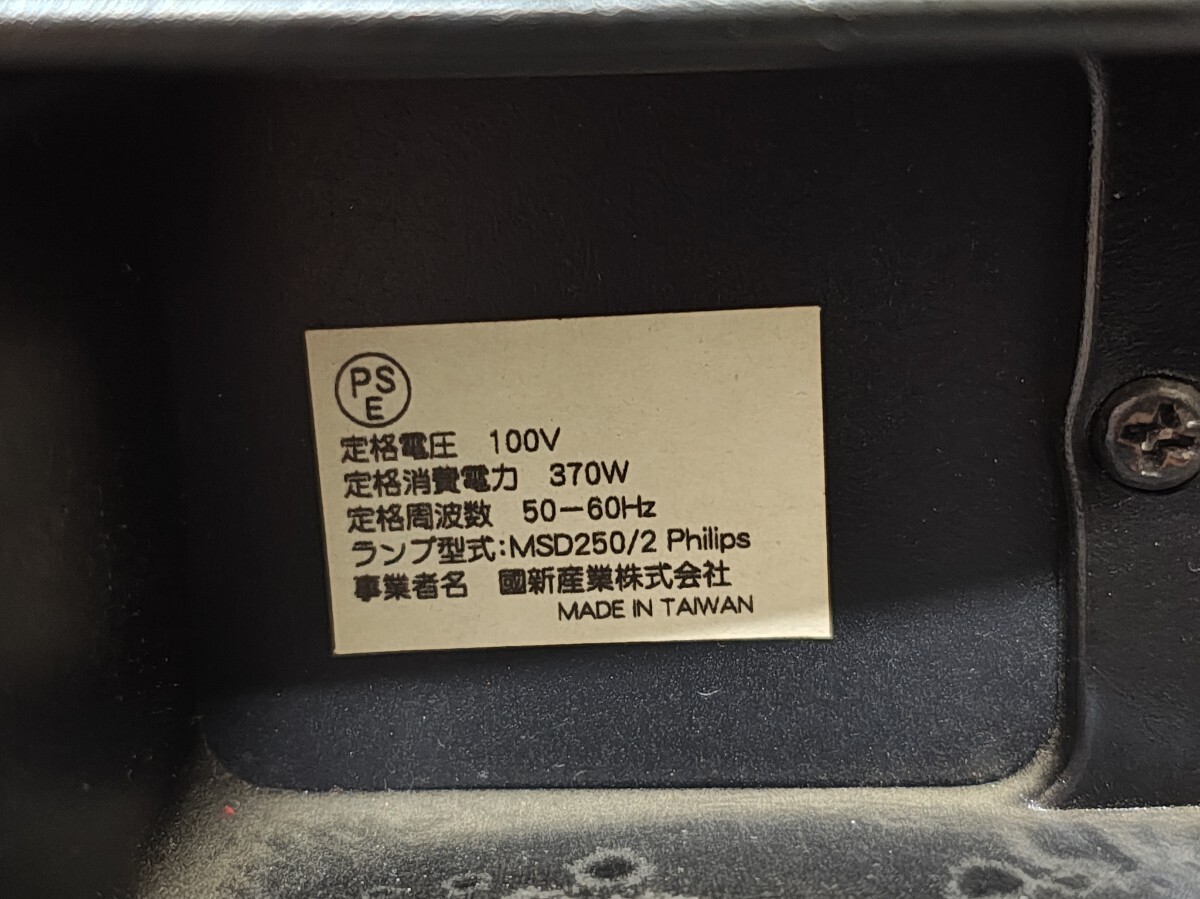 PS
E
定格電圧 100V
定格消費電力 370W
定格周波数 50-60Hz
ランプ型式:MSD250/2 Philips
事業者名 國新産業株式会社
MADE IN TAIWAN